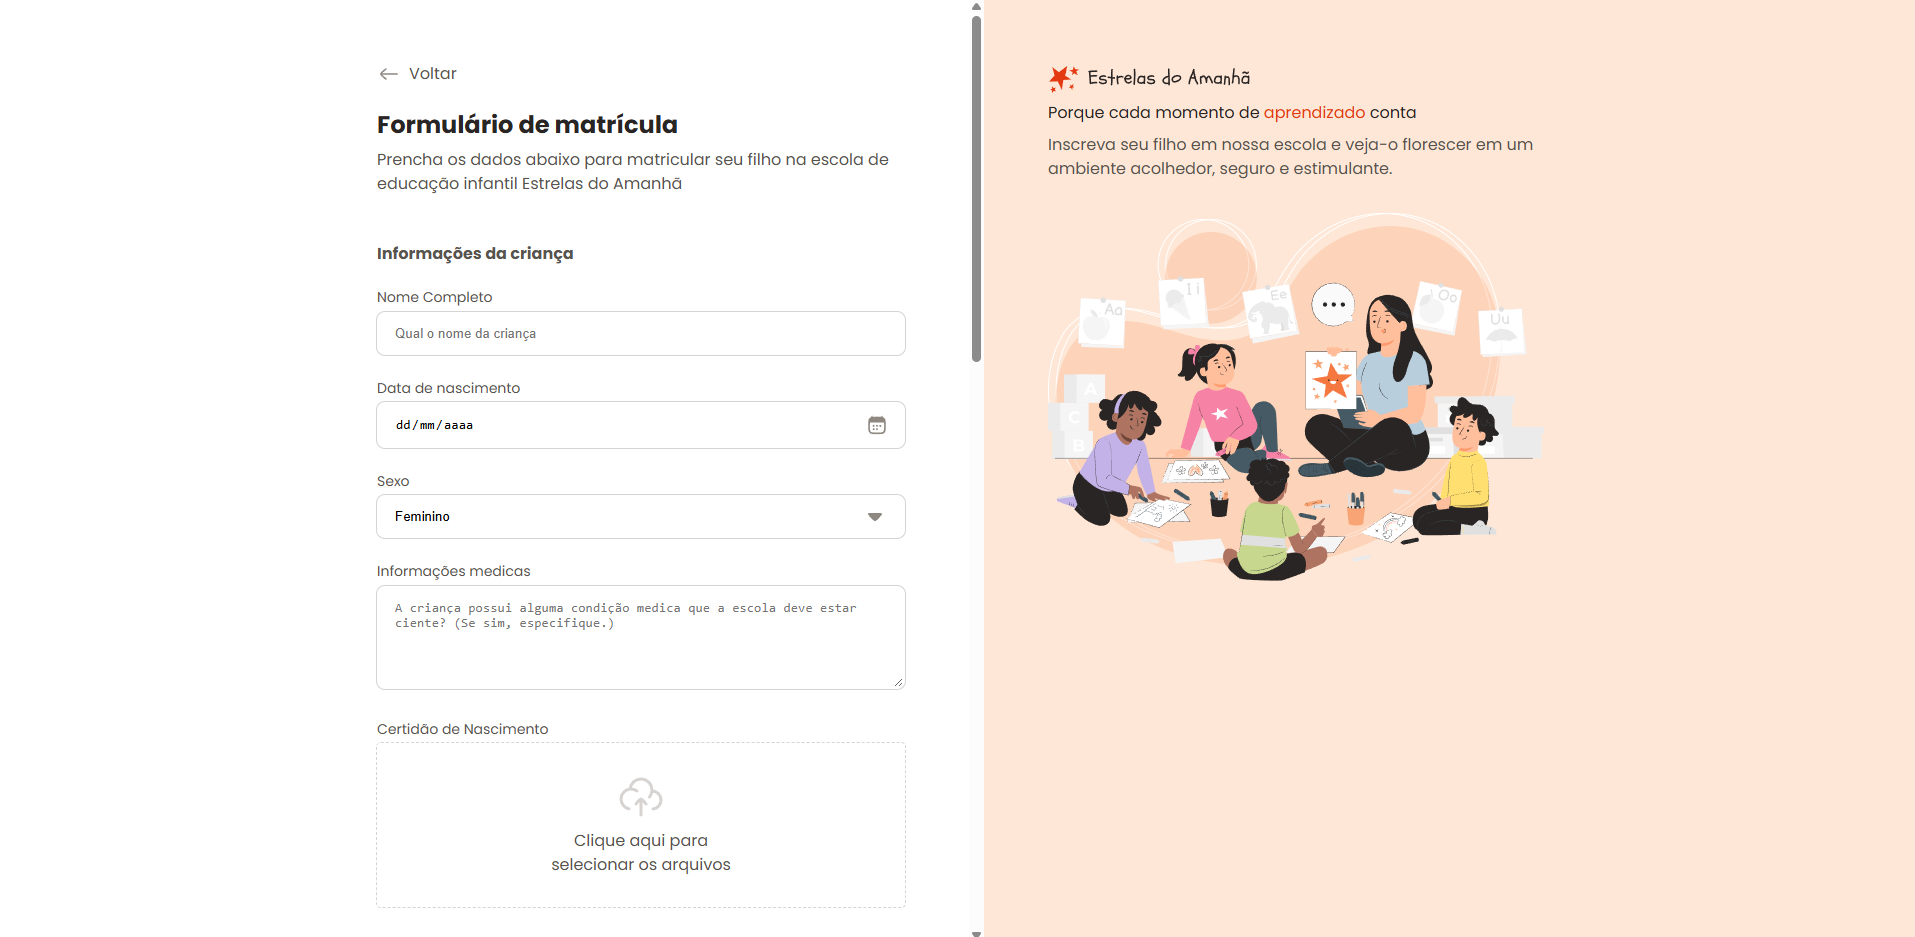 Voltar
Formulário de matrícula
Prencha os dados abaixo para matricular seu filho na escola de
educação infantil Estrelas do Amanhã
Informações da criança
Nome Completo
Qual o nome da criança
Data de nascimento
dd/mm/aaaa
Sexo
Feminino
Informações medicas
A criança possui alguma condição medica que a escola deve estar
ciente? (Se sim, especifique.)
Certidão de Nascimento
Clique aqui para
selecionar os arquivos
Estrelas do Amanhã
Porque cada momento de aprendizado conta
Inscreva seu filho em nossa escola e veja-o florescer em um
ambiente acolhedor, seguro e estimulante.
Aa
Ii
Ee
Oo
Uu
A
C
B